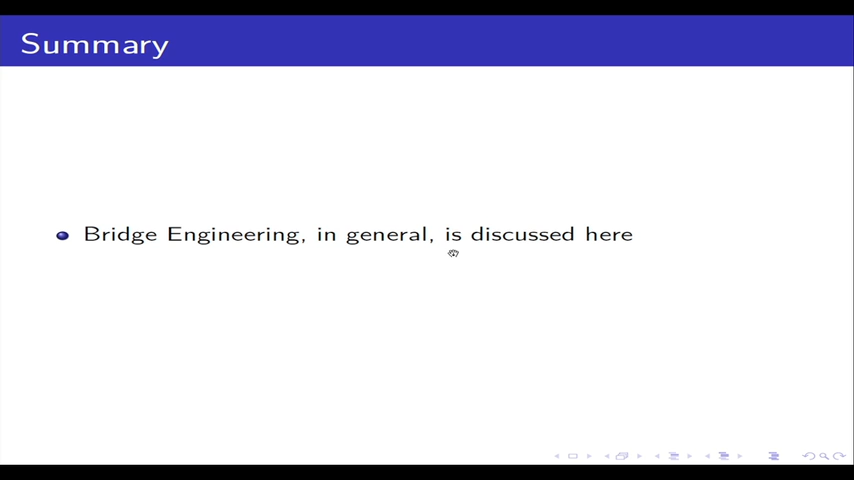 Summary
Bridge Engineering, in general, is discussed here